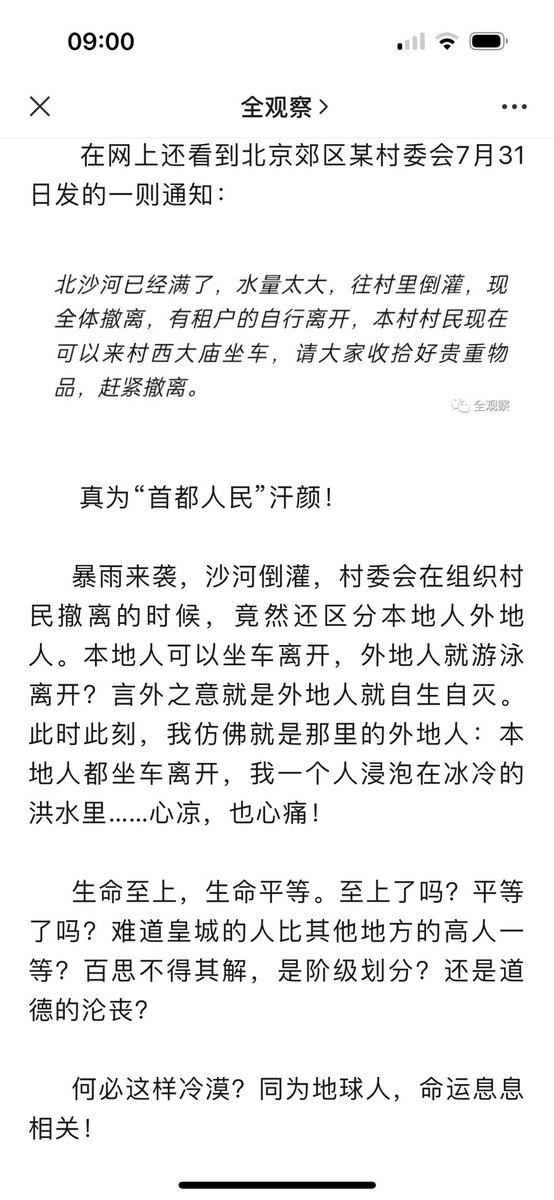 09:00
全观察
在网上还看到北京郊区某村委会7月31
日发的一则通知：
北沙河已经满了，水量太大，往村里倒灌，现
全体撤离，有租户的自行离开，本村村民现在
可以来村西大庙坐车，请大家收拾好贵重物
品，赶紧撤离。
全观察
真为“首都人民”汗颜！
暴雨来袭，沙河倒灌，村委会在组织村
民撤离的时候，竟然还区分本地人外地
人。本地人可以坐车离开，外地人就游泳
离开？言外之意就是外地人就自生自灭。
此时此刻，我仿佛就是那里的外地人：本
地人都坐车离开，我一个人浸泡在冰冷的
洪水里......心凉，也心痛！
生命至上，生命平等。至上了吗？平等
了吗？难道皇城的人比其他地方的高人一
等？百思不得其解，是阶级划分？还是道
德的沦丧？
何必这样冷漠？同为地球人，命运息息
相关！